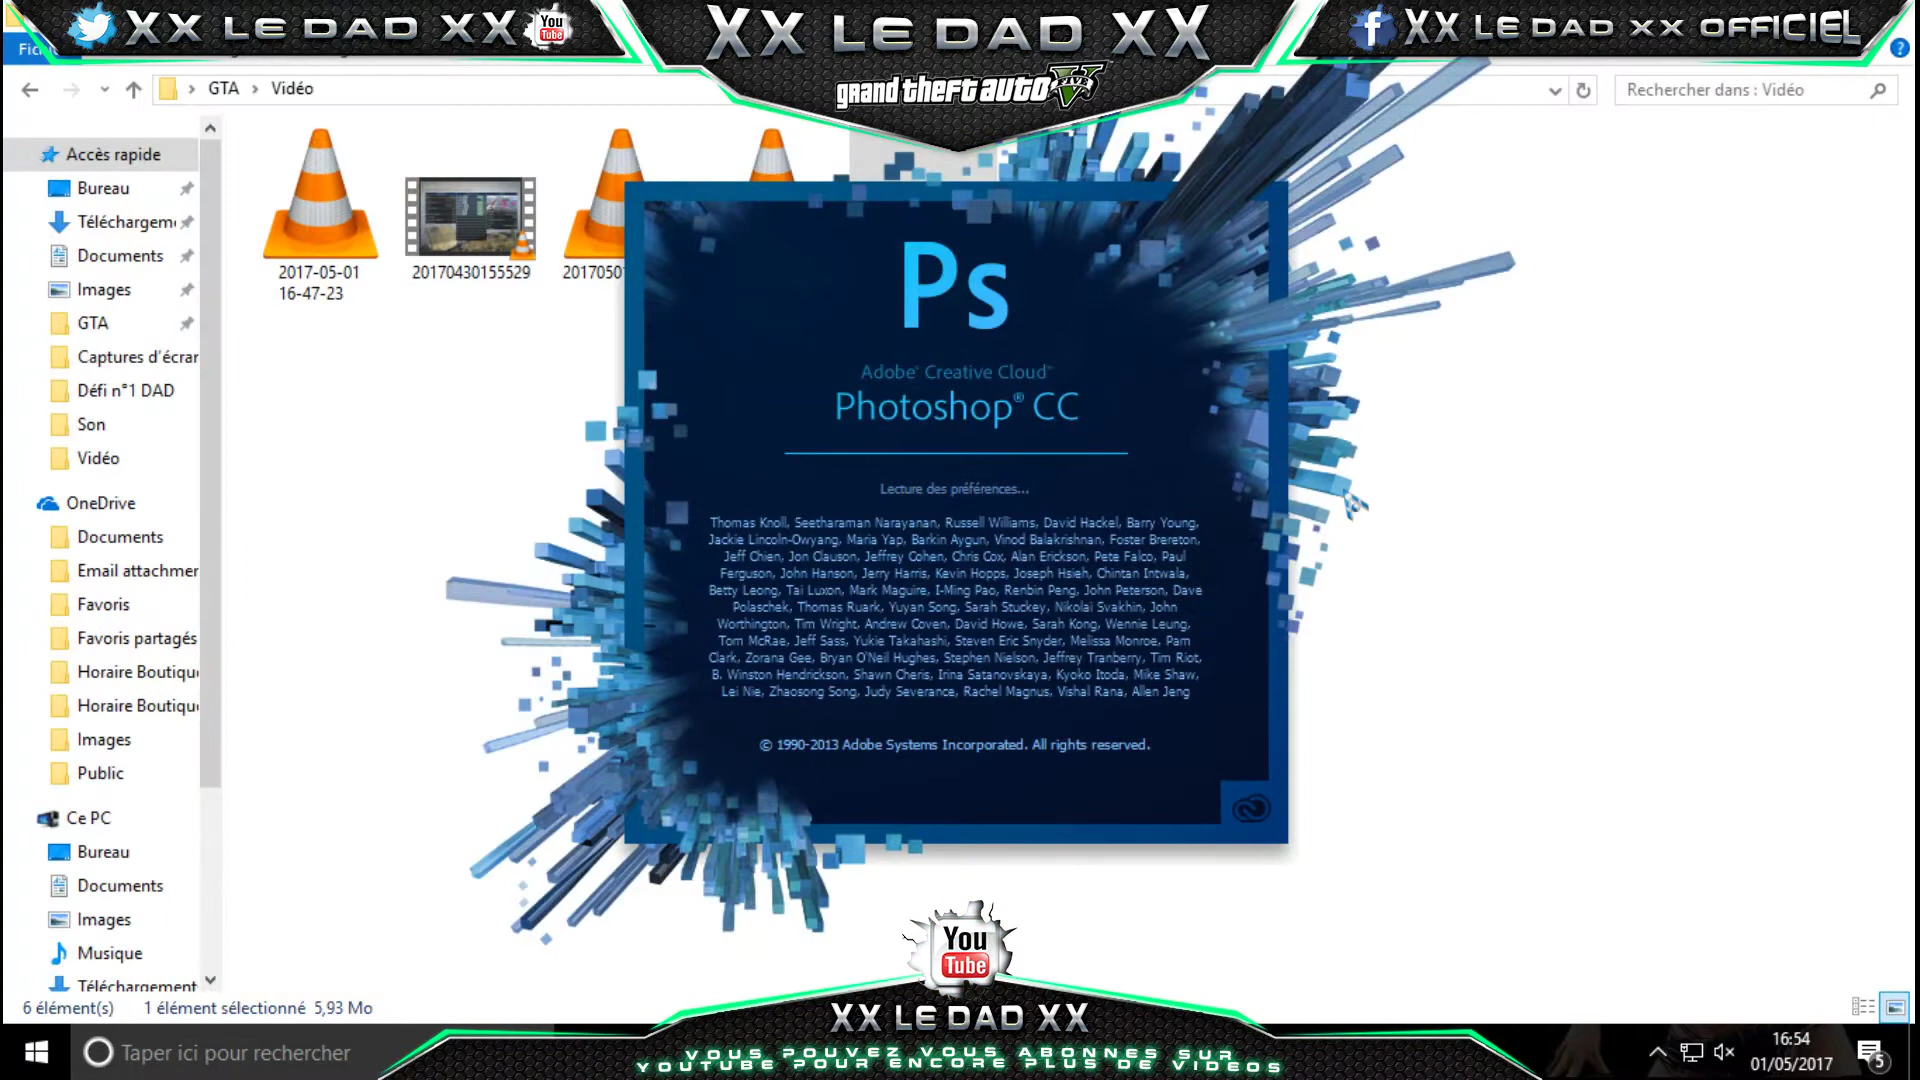 XX LE DAD XX
You
Tube
XX LE DAD XX
grand theft auto V
FIVE
f XX LE DAD XX OFFICIEL
GTA > Vidéo
Rechercher dans : Vidéo
Accès rapide
Bureau
Téléchargem
Documents
Images
GTA
Captures d'écrar
Défi n°1 DAD
Son
Vidéo
OneDrive
Documents
Email attachmer
Favoris
Favoris partagés
Horaire Boutiqu
Horaire Boutiqu
Images
Public
Ce PC
Bureau
Documents
Images
Musique
Téléchargement
2017-05-01
16-47-23
20170430155529
Ps
Adobe® Creative Cloud™
Photoshop® CC
Lecture des préférences...
Thomas Knoll, Seetharaman Narayanan, Russell Williams, David Hackel, Barry Young,
Jackie Lincoln-Owyang, Maria Yap, Barkin Aygun, Vinod Balakrishnan, Foster Brereton,
Jeff Chien, Jon Clauson, Jeffrey Cohen, Chris Cox, Alan Erickson, Pete Falco, Paul
Ferguson, John Hanson, Jerry Harris, Kevin Hopps, Joseph Hsieh, Chintan Intwala,
Betty Leong, Tai Luxon, Mark Maguire, I-Ming Pao, Renbin Peng, John Peterson, Dave
Polaschek, Thomas Ruark, Yuyan Song, Sarah Stuckey, Nikolai Svakhin, John
Worthington, Tim Wright, Andrew Coven, David Howe, Sarah Kong, Wennie Leung,
Tom McRae, Jeff Sass, Yukie Takahashi, Steven Eric Snyder, Melissa Monroe, Pam
Clark, Zorana Gee, Bryan O'Neil Hughes, Stephen Nielson, Jeffrey Tranberry, Tim Riot,
B. Winston Hendrickson, Shawn Cheris, Irina Satanovskaya, Kyoko Itoda, Mike Shaw,
Lei Nie, Zhaosong Song, Judy Severance, Rachel Magnus, Vishal Rana, Allen Jeng
© 1990-2013 Adobe Systems Incorporated. All rights reserved.
6 élément(s)
1 élément sélectionné 5,93 Mo
You
Tube
XX LE DAD XX
VOUS POUVEZ VOUS ABONNES SUR
YOUTUBE POUR ENCORE PLUS DE VIDEOS
Taper ici pour rechercher
16:54
01/05/2017
5